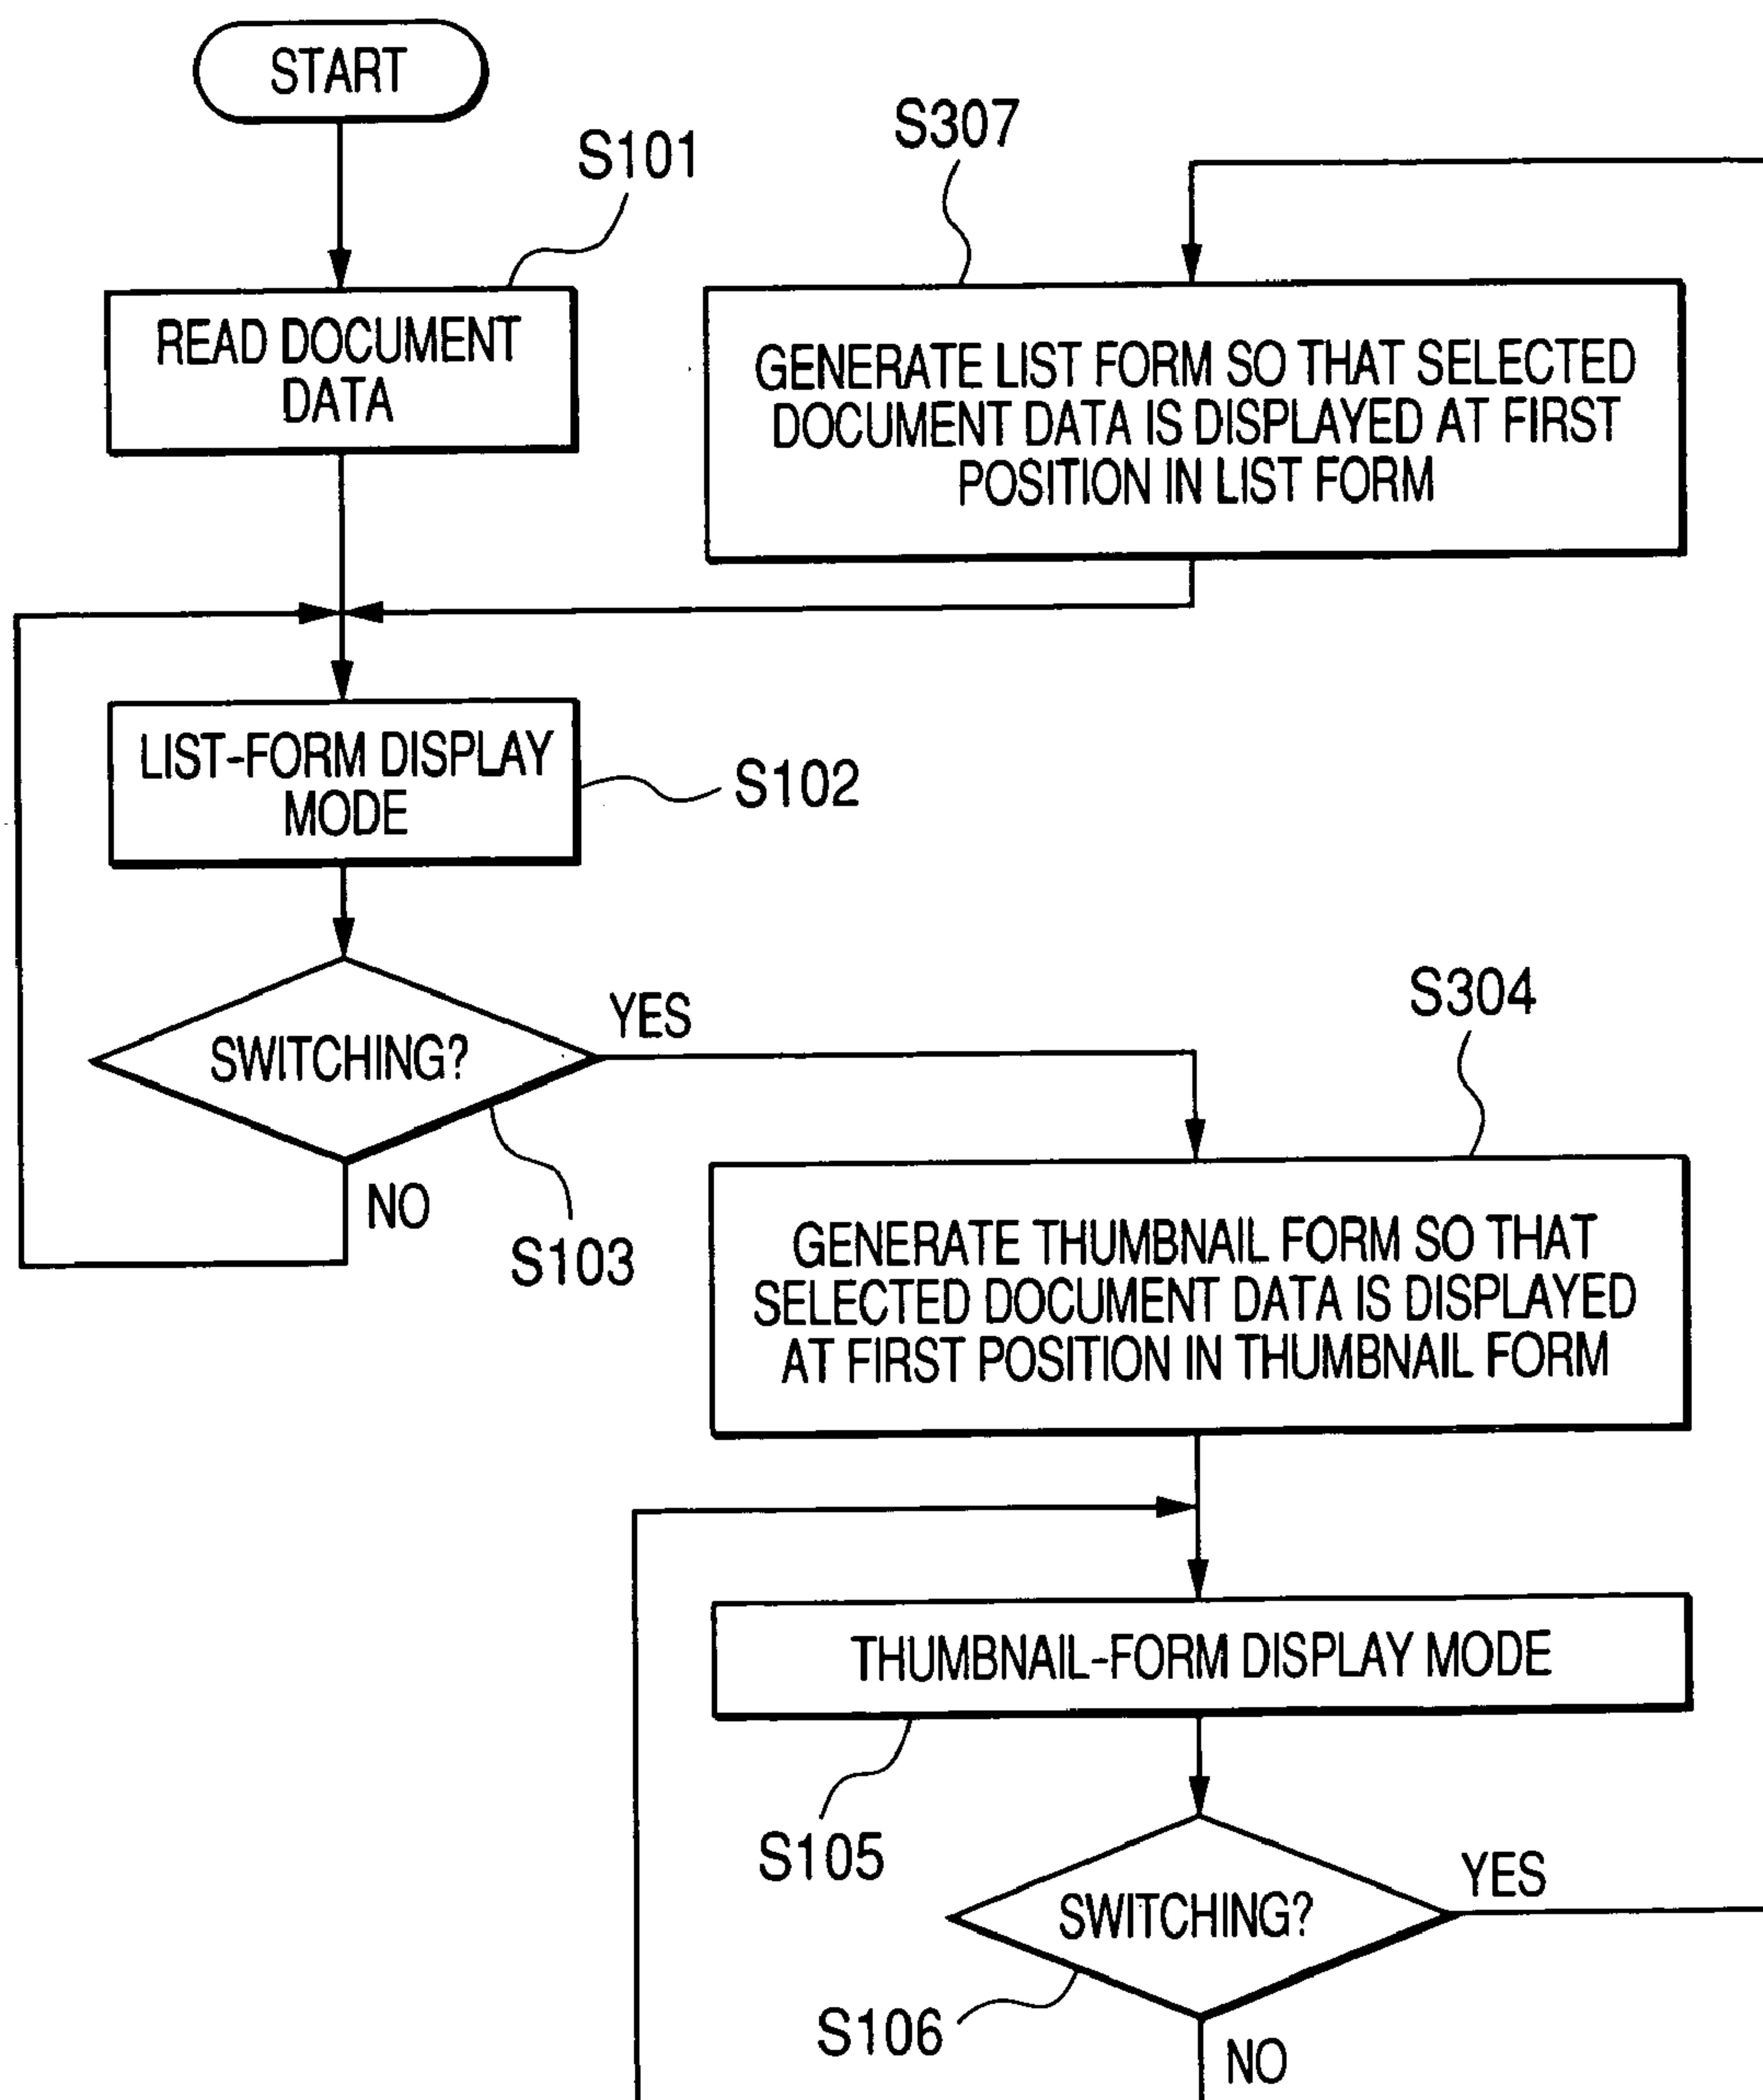 START
S101
READ DOCUMENT
DATA
S307
GENERATE LIST FORM SO THAT SELECTED
DOCUMENT DATA IS DISPLAYED AT FIRST
POSITION IN LIST FORM
LIST-FORM DISPLAY
MODE
S102
SWITCHING?
YES
NO
S103
S304
GENERATE THUMBNAIL FORM SO THAT
SELECTED DOCUMENT DATA IS DISPLAYED
AT FIRST POSITION IN THUMBNAIL FORM
THUMBNAIL-FORM DISPLAY MODE
S105
SWITCHING?
YES
S106
NO